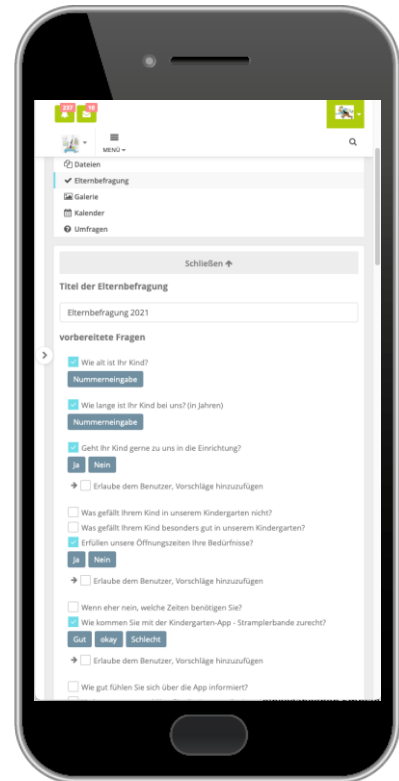 237 18
MENÜ
Dateien
Elternbefragung
Galerie
Kalender
Umfragen
Schließen
Titel der Elternbefragung
Elternbefragung 2021
vorbereitete Fragen
Wie alt ist Ihr Kind?
Nummerneingabe
Wie lange ist Ihr Kind bei uns? (in Jahren)
Nummerneingabe
Geht Ihr Kind gerne zu uns in die Einrichtung?
Ja Nein
Erlaube dem Benutzer, Vorschläge hinzuzufügen
Was gefällt Ihrem Kind in unserem Kindergarten nicht?
Was gefällt Ihrem Kind besonders gut in unserem Kindergarten?
Erfüllen unsere Öffnungszeiten Ihre Bedürfnisse?
Ja Nein
Erlaube dem Benutzer, Vorschläge hinzuzufügen
Wenn eher nein, welche Zeiten benötigen Sie?
Wie kommen Sie mit der Kindergarten-App - Stramplerbande zurecht?
Gut okay Schlecht
Erlaube dem Benutzer, Vorschläge hinzuzufügen
Wie gut fühlen Sie sich über die App informiert?